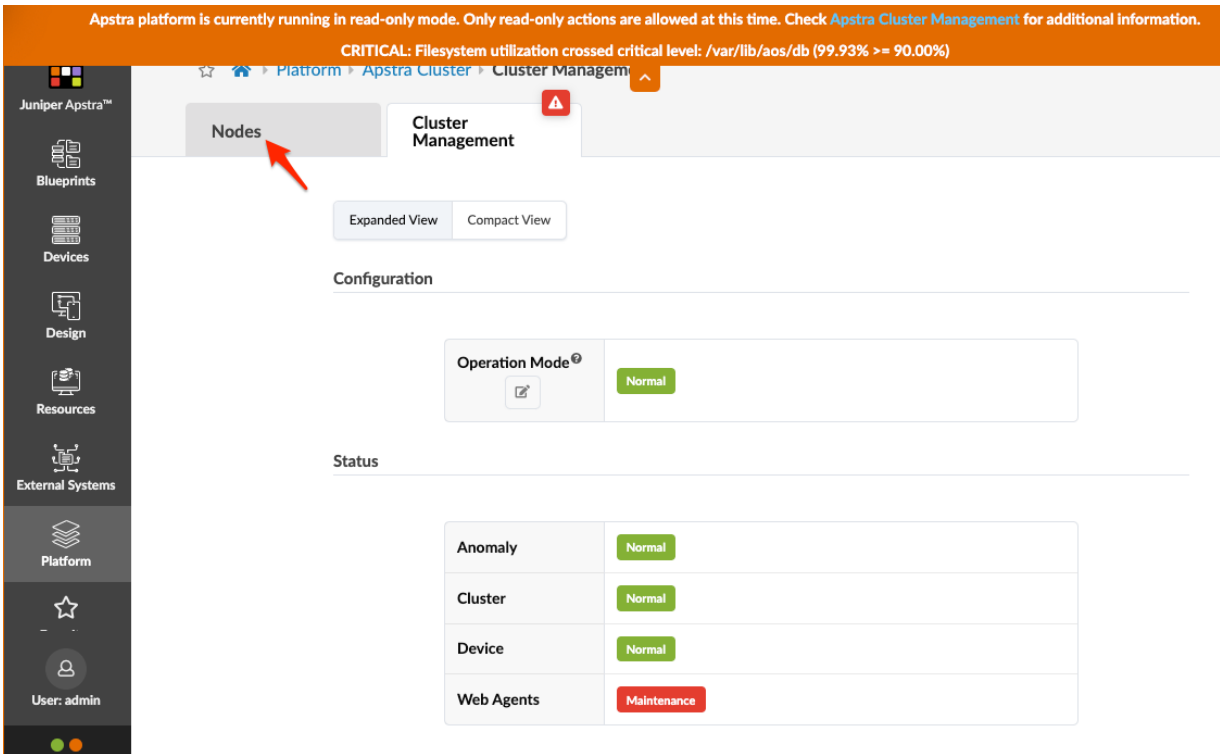 Apstra platform is currently running in read-only mode. Only read-only actions are allowed at this time. Check Apstra Cluster Management for additional information.
CRITICAL: Filesystem utilization crossed critical level: /var/lib/aos/db (99.93% >= 90.00%)
Platform Apstra Cluster Cluster Managem
Juniper Apstra™
Nodes
Cluster
Management
Blueprints
Expanded View Compact View
Devices
Configuration
Design
Operation Mode
Normal
Resources
Status
External Systems
Anomaly Normal
Platform
Cluster Normal
Device Normal
User: admin
Web Agents Maintenance